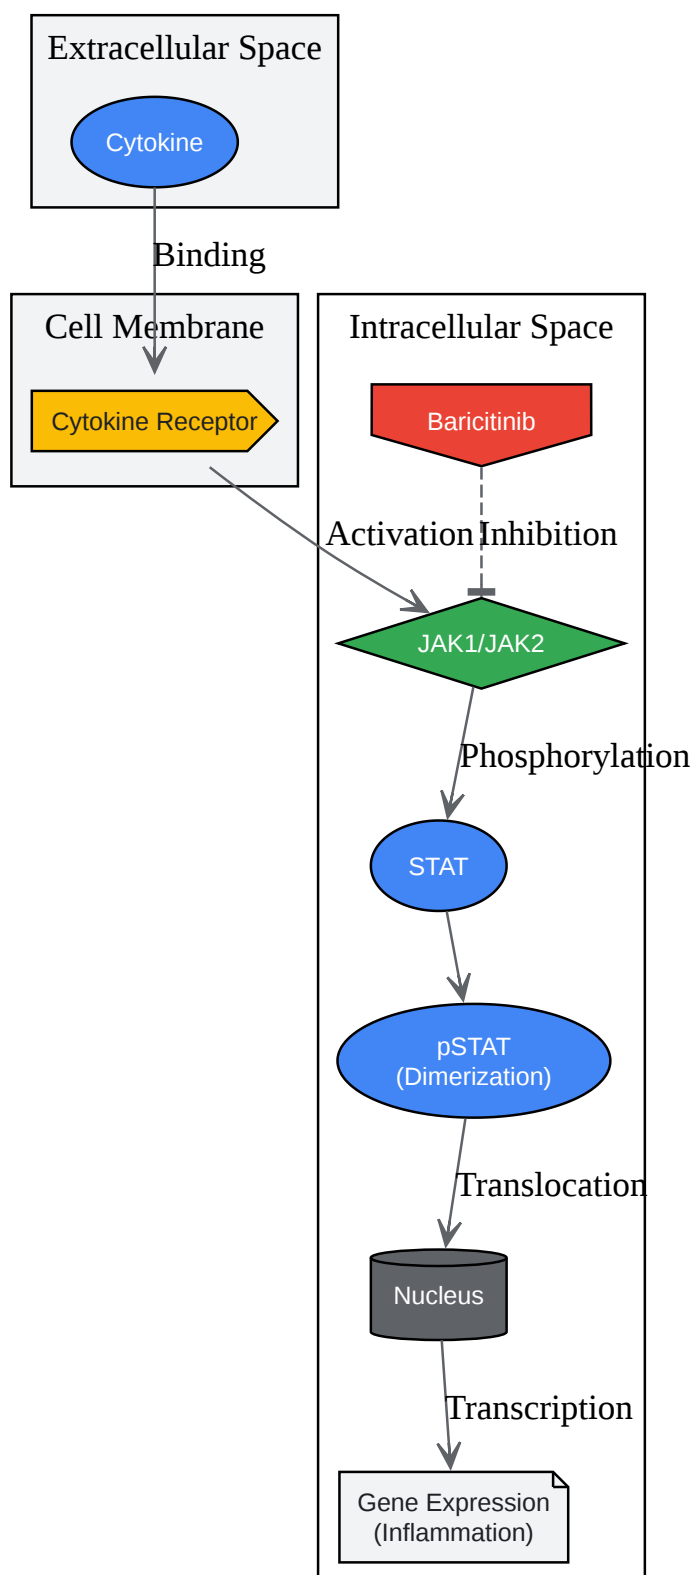 Extracellular Space
Cytokine
Binding
Cell Membrane
Intracellular Space
Cytokine Receptor
Baricitinib
Activation
Inhibition
JAK1/JAK2
Phosphorylation
STAT
pSTAT
(Dimerization)
Translocation
Nucleus
Transcription
Gene Expression
(Inflammation)